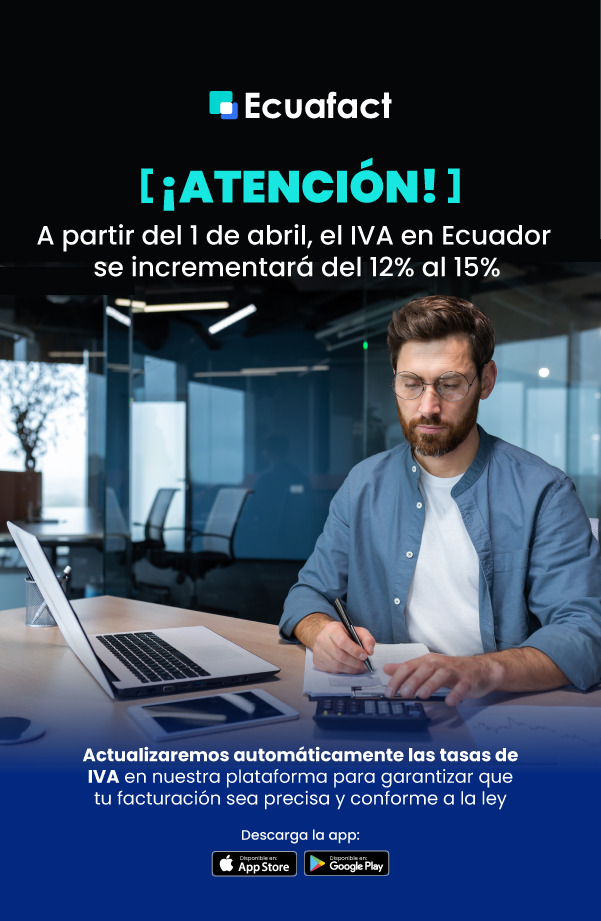 Ecuafact
[¡ATENCIÓN!]
A partir del 1 de abril, el IVA en Ecuador
se incrementará del 12% al 15%
Actualizaremos automáticamente las tasas de
IVA en nuestra plataforma para garantizar que
tu facturación sea precisa y conforme a la ley
Descarga la app:
Disponible en:
App Store
Disponible en:
Google Play